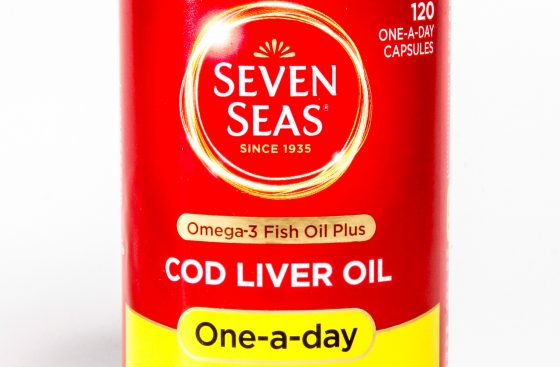 120
ONE-A-DAY
CAPSULES
SEVEN
SEAS®
SINCE 1935
Omega-3 Fish Oil Plus
COD LIVER OIL
One-a-day